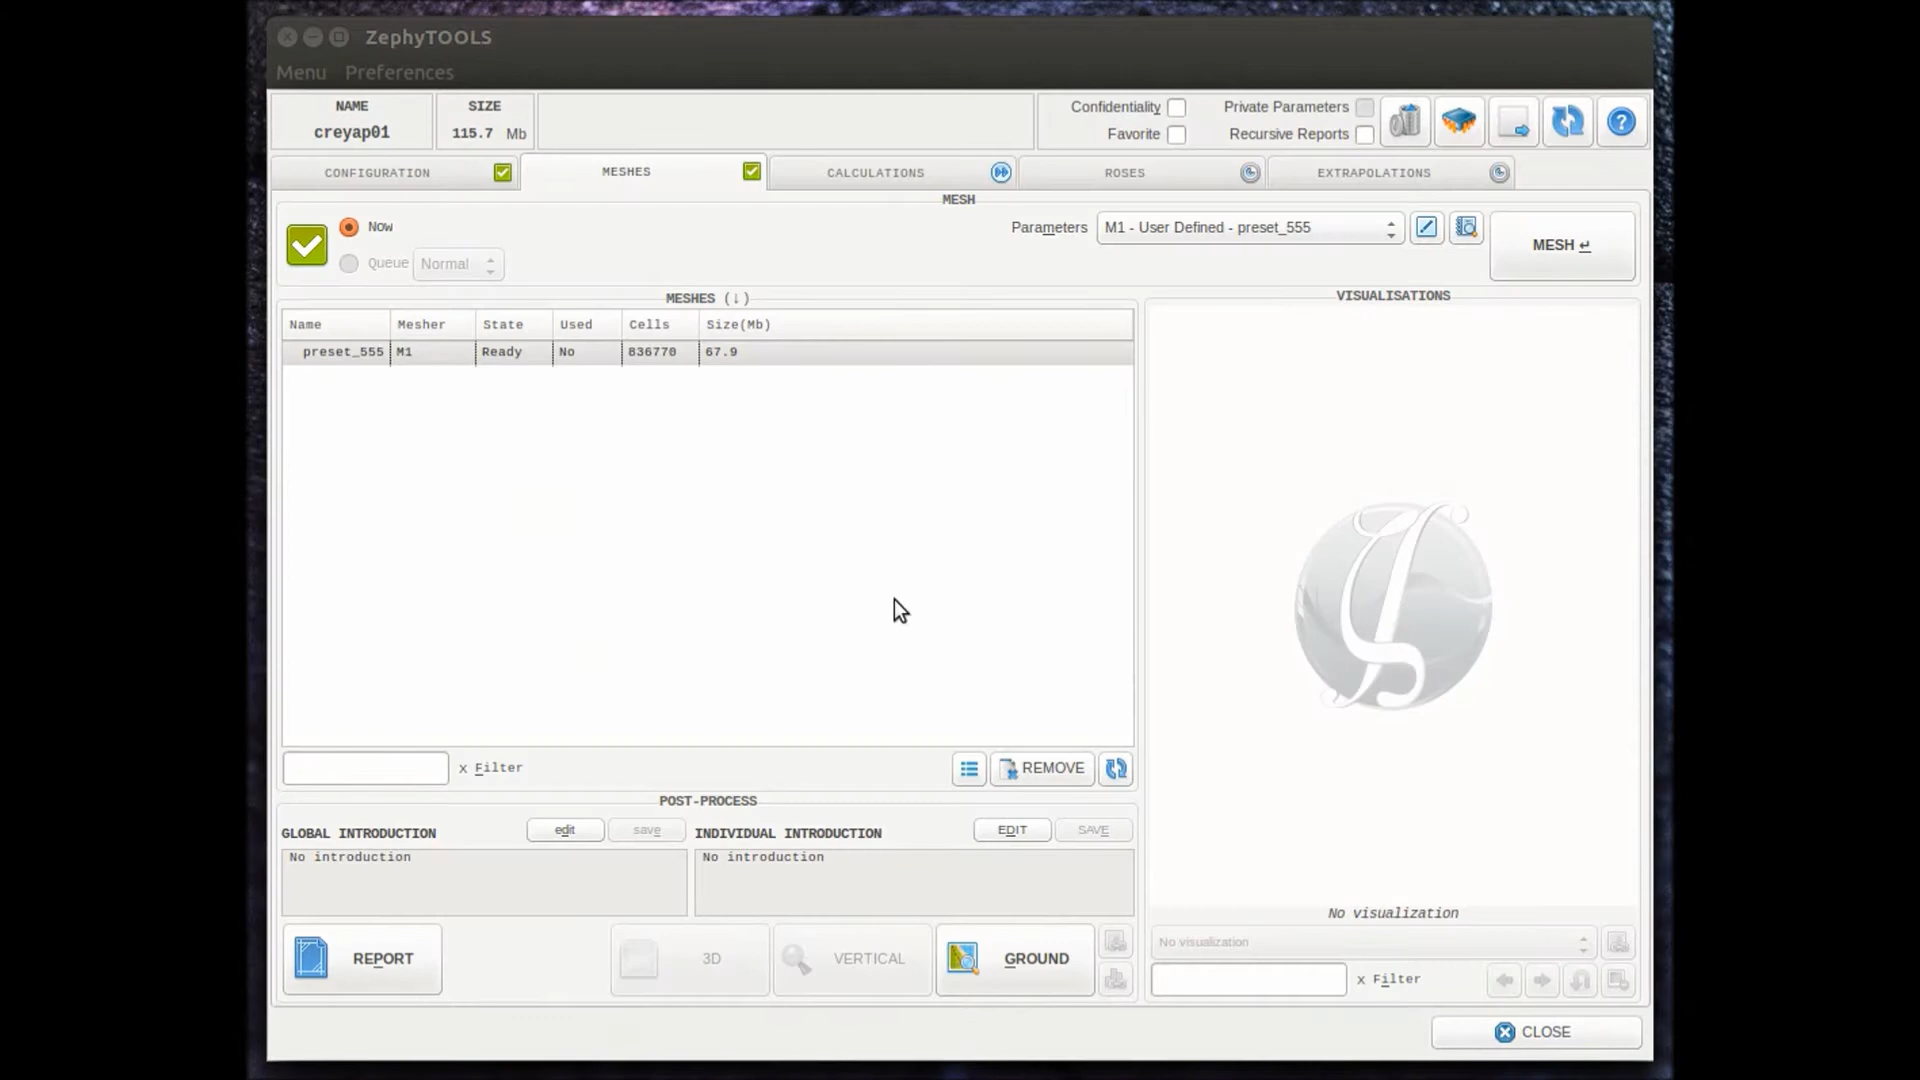 ZephyTOOLS
Menu Preferences
NAME
creyap01
SIZE
115.7 Mb
Confidentiality
Favorite
Private Parameters
Recursive Reports
CONFIGURATION
MESHES
CALCULATIONS
ROSES
EXTRAPOLATIONS
MESH
Now
Queue Normal
Parameters M1 - User Defined - preset_555
MESH ↵
MESHES (↓)
Name Mesher State Used Cells Size(Mb)
preset_555 M1 Ready No 836770 67.9
x Filter
REMOVE
POST-PROCESS
GLOBAL INTRODUCTION edit save
No introduction
INDIVIDUAL INTRODUCTION EDIT SAVE
No introduction
REPORT
3D
VERTICAL
GROUND
VISUALISATIONS
No visualization
No visualization
x Filter
CLOSE